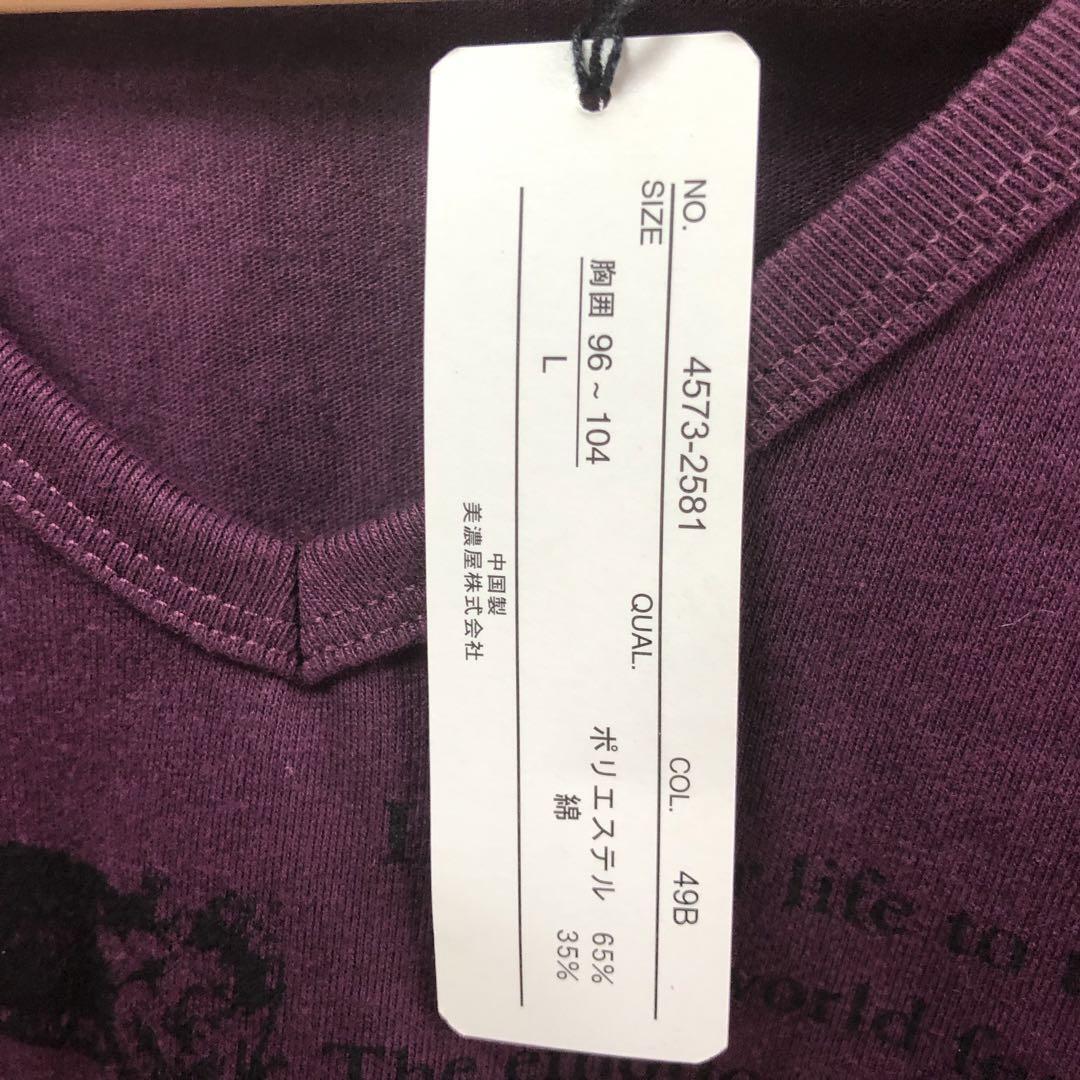 NO. 4573-2581 COL. 49B
SIZE QUAL.
胸囲 96~104 ポリエステル 65%
L 綿 35%
中国製
美濃屋株式会社
life to
world
The